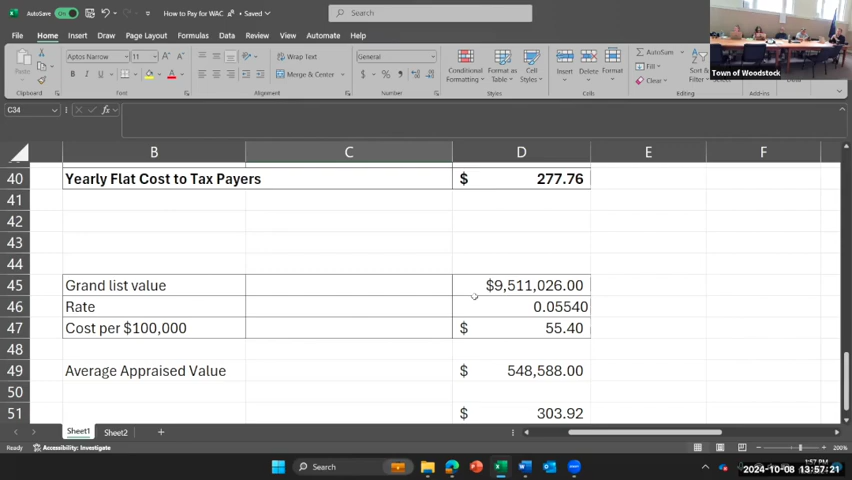 AutoSave On How to Pay for WAC • Saved Search
Town of Woodstock
File Home Insert Draw Page Layout Formulas Data Review View Automate Help
Paste Aptos Narrow 11 A A Wrap Text General Conditional Format as Cell Insert Delete Format AutoSum
B I U A Merge & Center $ % Formatting Table Styles Fill
Clear
Clipboard Font Alignment Number Styles Cells Editing Add-ins
C34 fx
B C D E F
40 Yearly Flat Cost to Tax Payers $ 277.76
41
42
43
44
45 Grand list value $9,511,026.00
46 Rate 0.05540
47 Cost per $100,000 $ 55.40
48
49 Average Appraised Value $ 548,588.00
50
51 $ 303.92
Sheet1 Sheet2 +
Ready Accessibility: Investigate 200%
Search 1:57 PM
2024-10-08 13:57:21